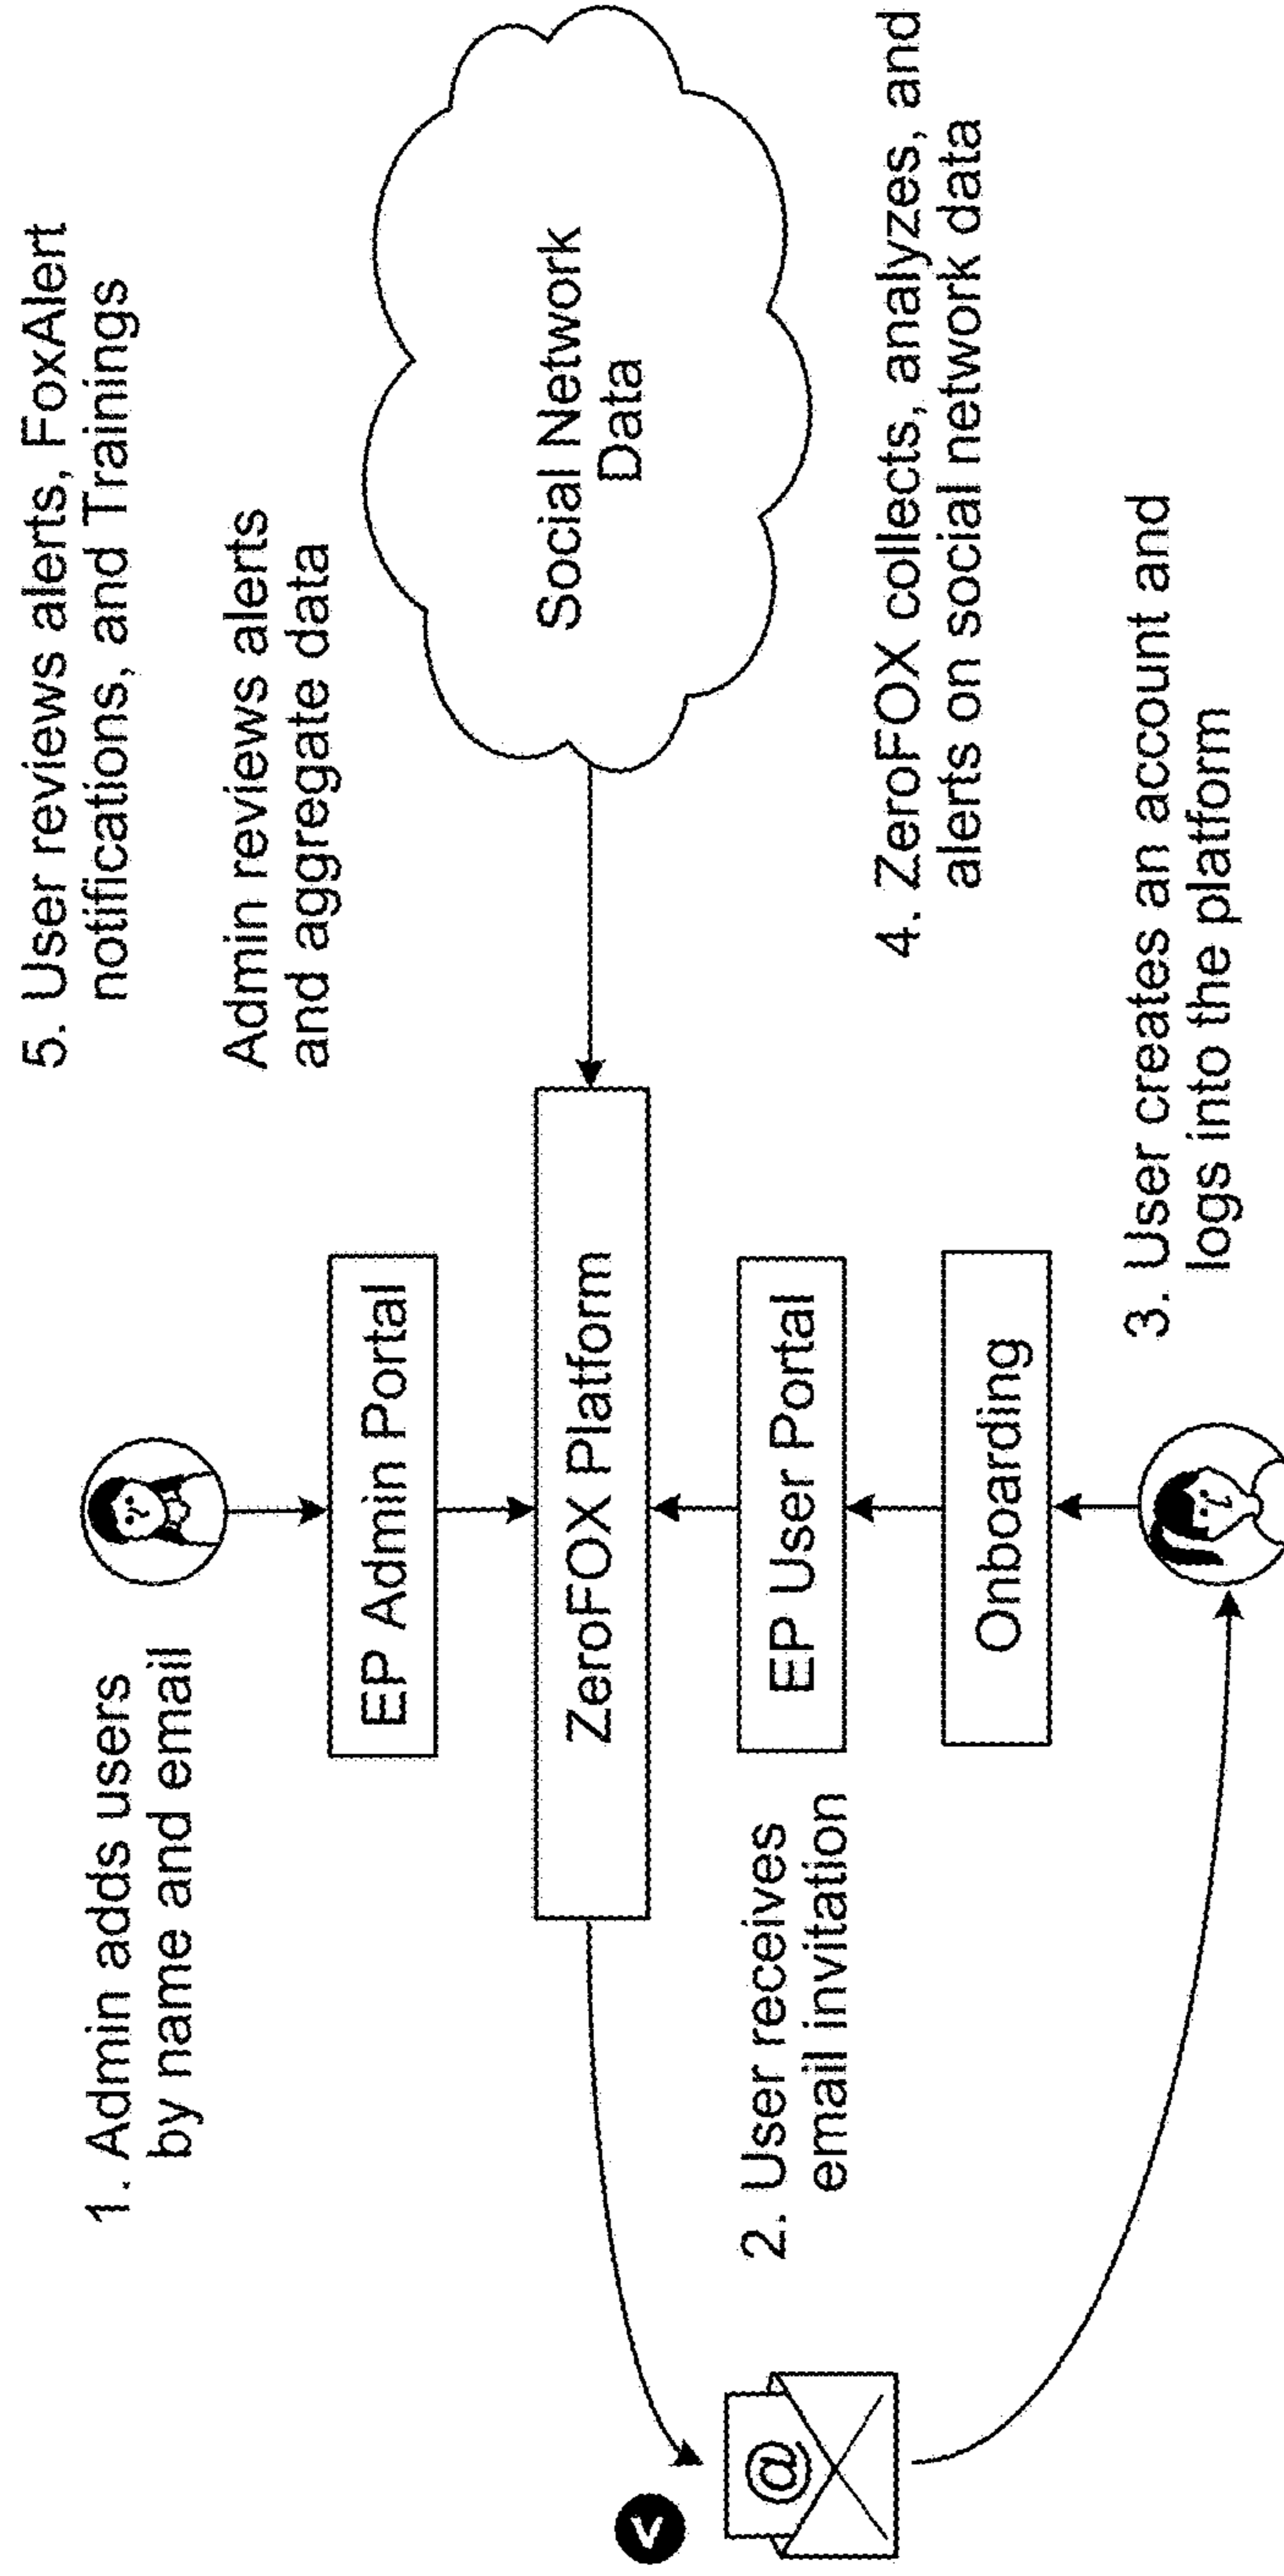 1. Admin adds users
by name and email
5. User reviews alerts, FoxAlert
notifications, and Trainings
Admin reviews alerts
and aggregate data
EP Admin Portal
ZeroFOX Platform
Social Network
Data
@
2. User receives
email invitation
EP User Portal
Onboarding
4. ZeroFOX collects, analyzes, and
alerts on social network data
3. User creates an account and
logs into the platform